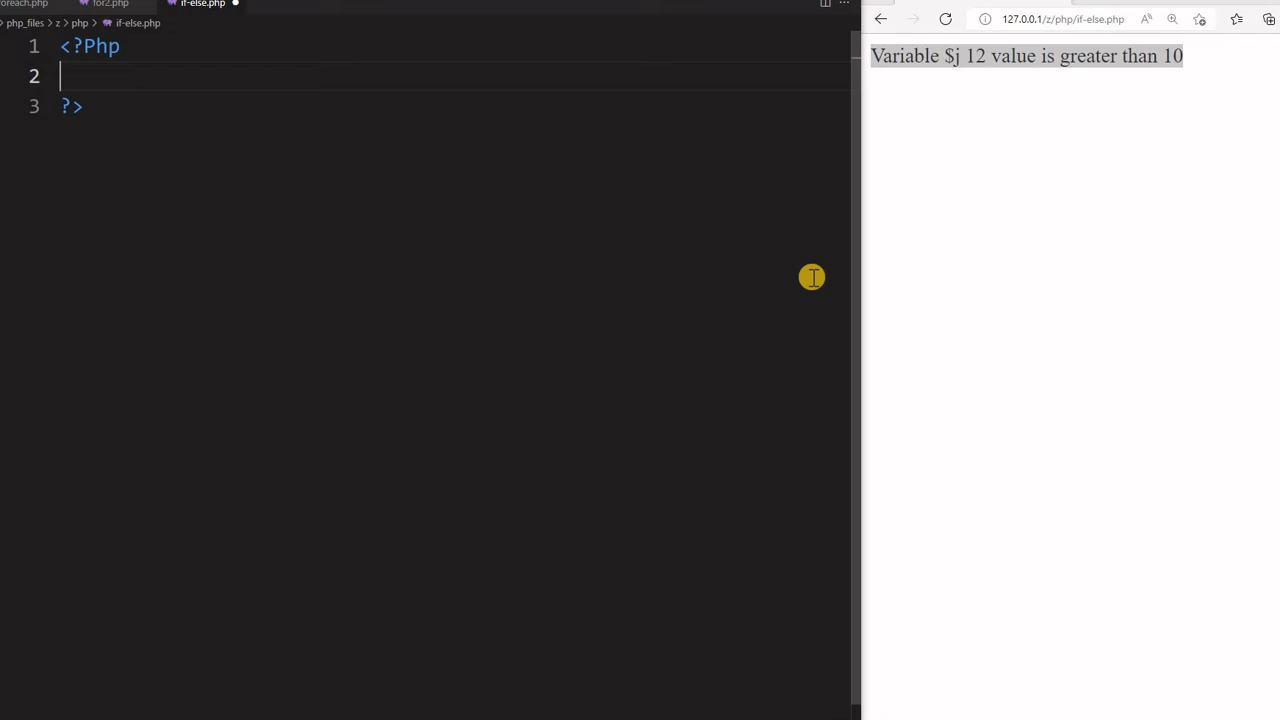 oreach.php for2.php if-else.php
php_files > z > php > if-else.php
1 <?Php
2
3 ?>
127.0.0.1/z/php/if-else.php
Variable $j 12 value is greater than 10